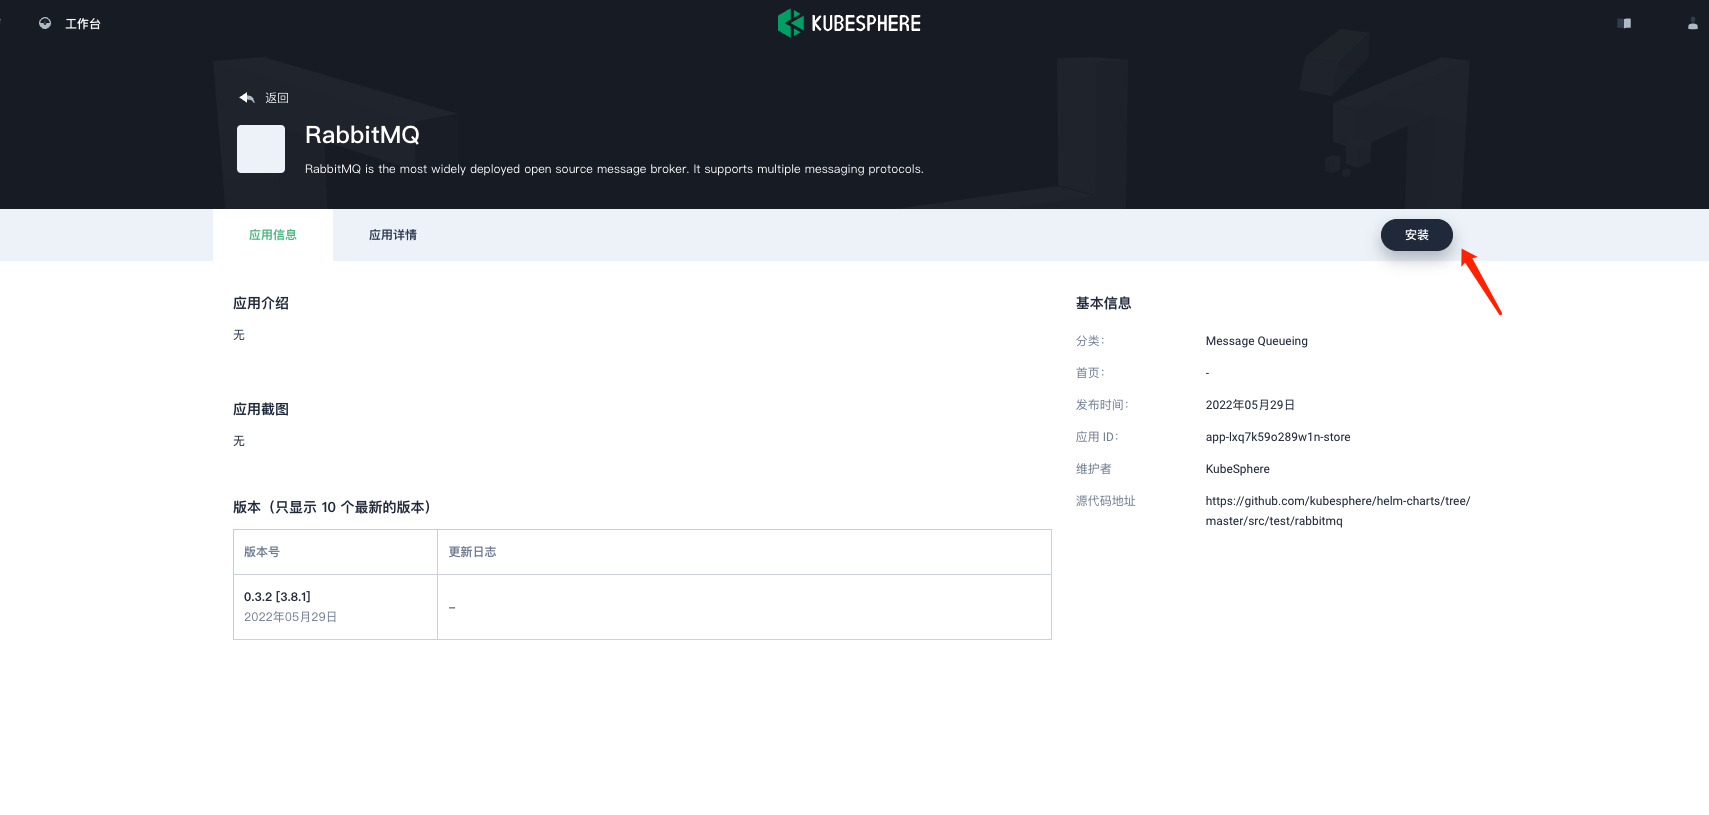 工作台
KUBESPHERE
返回
RabbitMQ
RabbitMQ is the most widely deployed open source message broker. It supports multiple messaging protocols.
应用信息
应用详情
安装
应用介绍
无
应用截图
无
版本（只显示 10 个最新的版本）
版本号
更新日志
0.3.2 [3.8.1]
2022年05月29日
–
基本信息
分类：
Message Queueing
首页：
-
发布时间：
2022年05月29日
应用 ID：
app-lxq7k59o289w1n-store
维护者
KubeSphere
源代码地址
https://github.com/kubesphere/helm-charts/tree/
master/src/test/rabbitmq